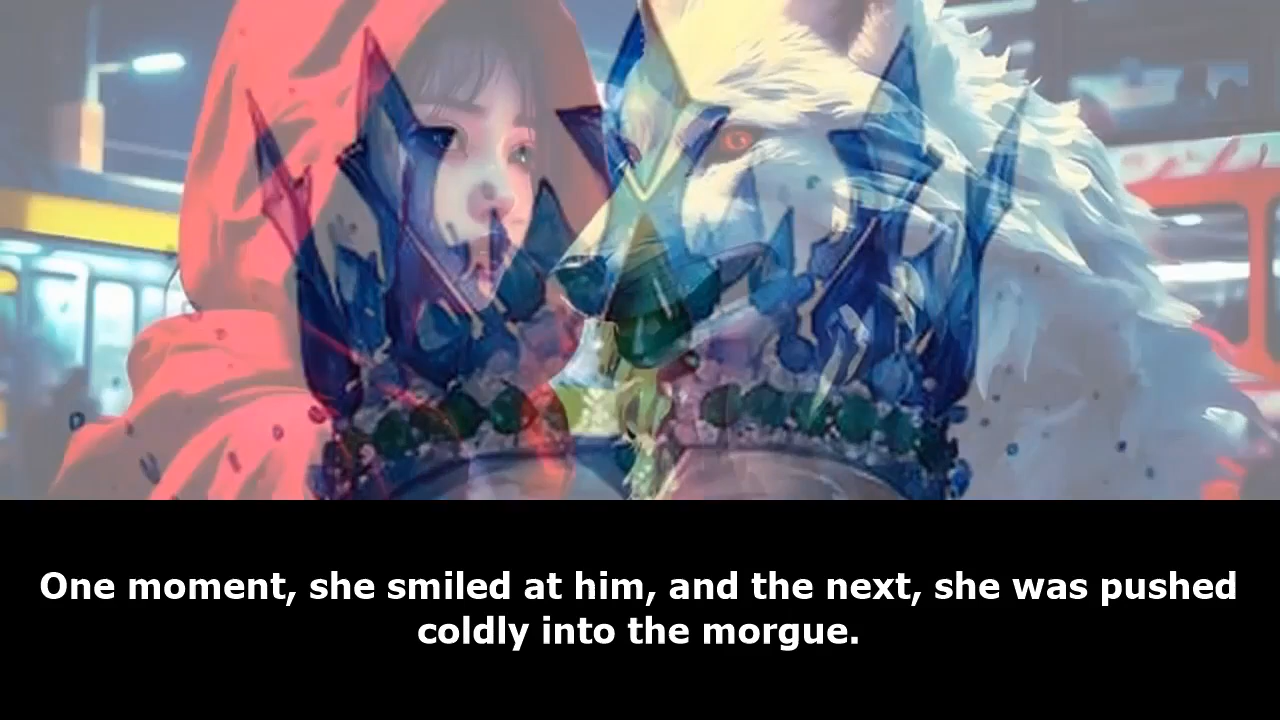 One moment, she smiled at him, and the next, she was pushed
coldly into the morgue.